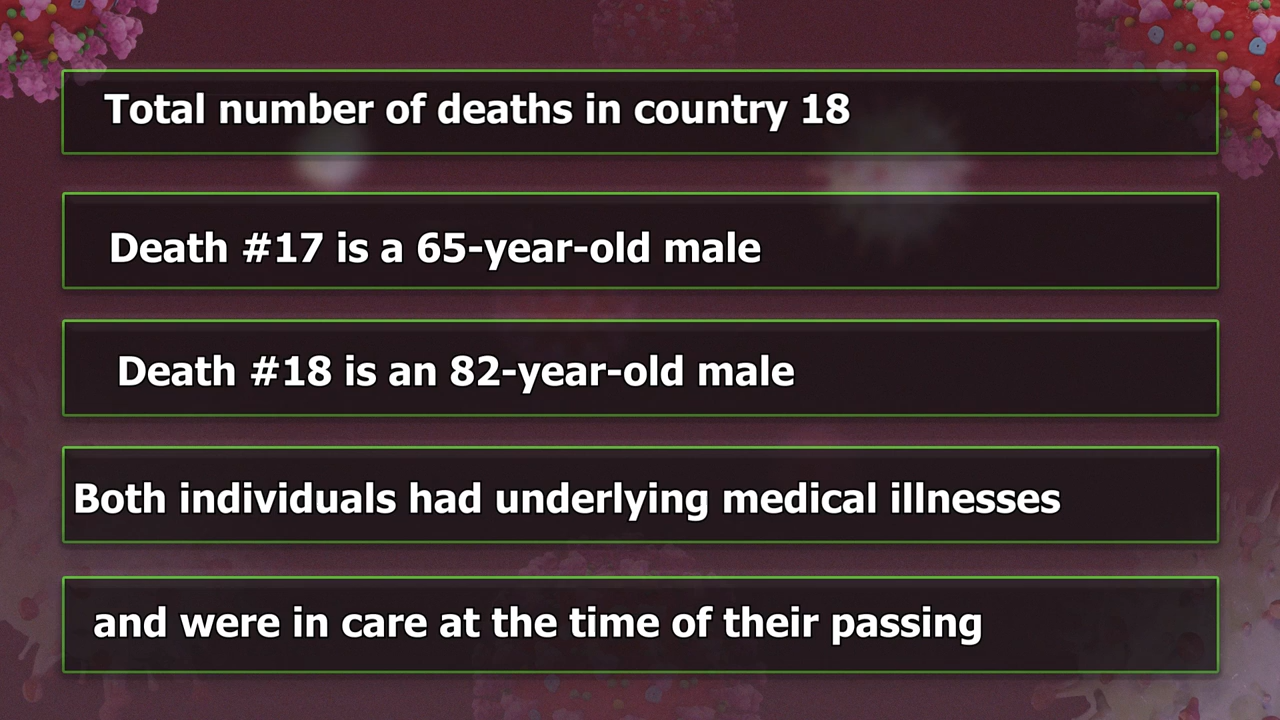 Total number of deaths in country 18
Death #17 is a 65-year-old male
Death #18 is an 82-year-old male
Both individuals had underlying medical illnesses
and were in care at the time of their passing